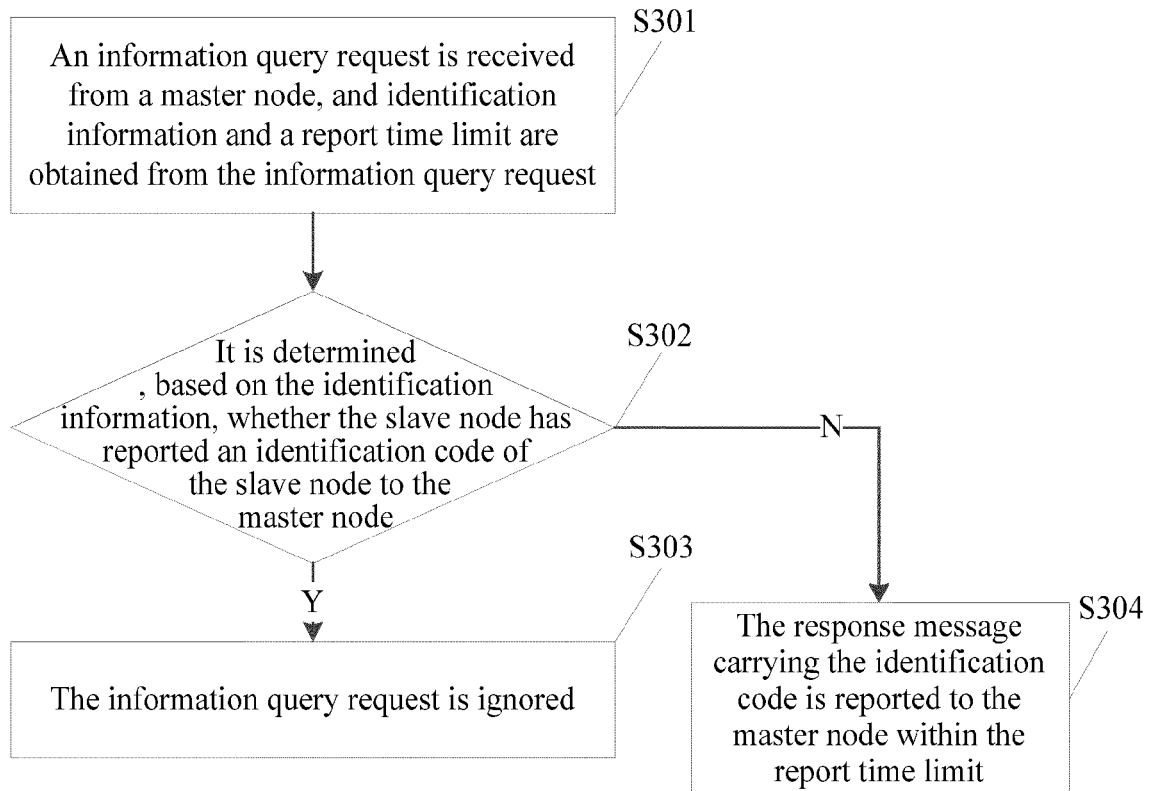 S301
An information query request is received
from a master node, and identification
information and a report time limit are
obtained from the information query request
S302
It is determined
, based on the identification
information, whether the slave node has
reported an identification code of
the slave node to the
master node
N
Y
S303
The information query request is ignored
S304
The response message
carrying the identification
code is reported to the
master node within the
report time limit